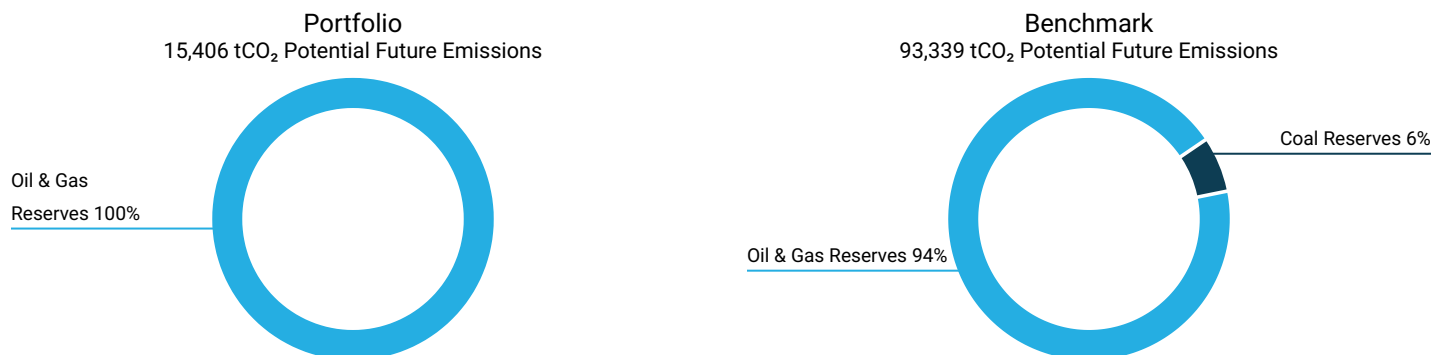 Portfolio
15,406 tCO₂ Potential Future Emissions
Oil & Gas
Reserves 100%
Benchmark
93,339 tCO₂ Potential Future Emissions
Coal Reserves 6%
Oil & Gas Reserves 94%